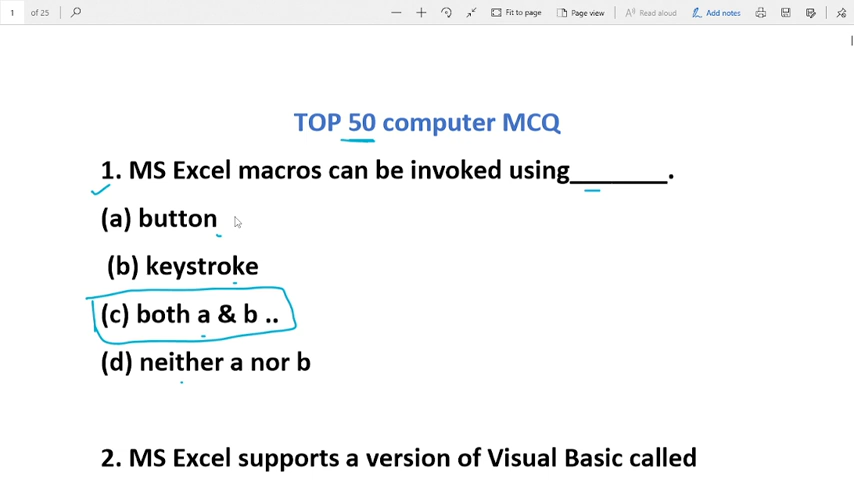 1 of 25 Fit to page Page view Read aloud Add notes
TOP 50 computer MCQ
1. MS Excel macros can be invoked using_______.
(a) button
(b) keystroke
(c) both a & b ..
(d) neither a nor b
2. MS Excel supports a version of Visual Basic called